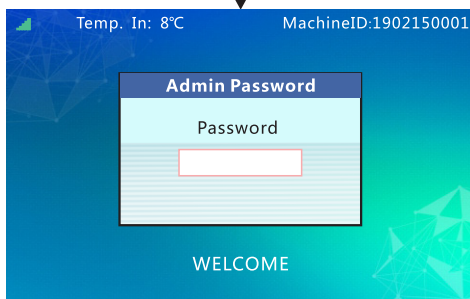 Temp. In: 8℃ MachineID:1902150001
Admin Password
Password
WELCOME